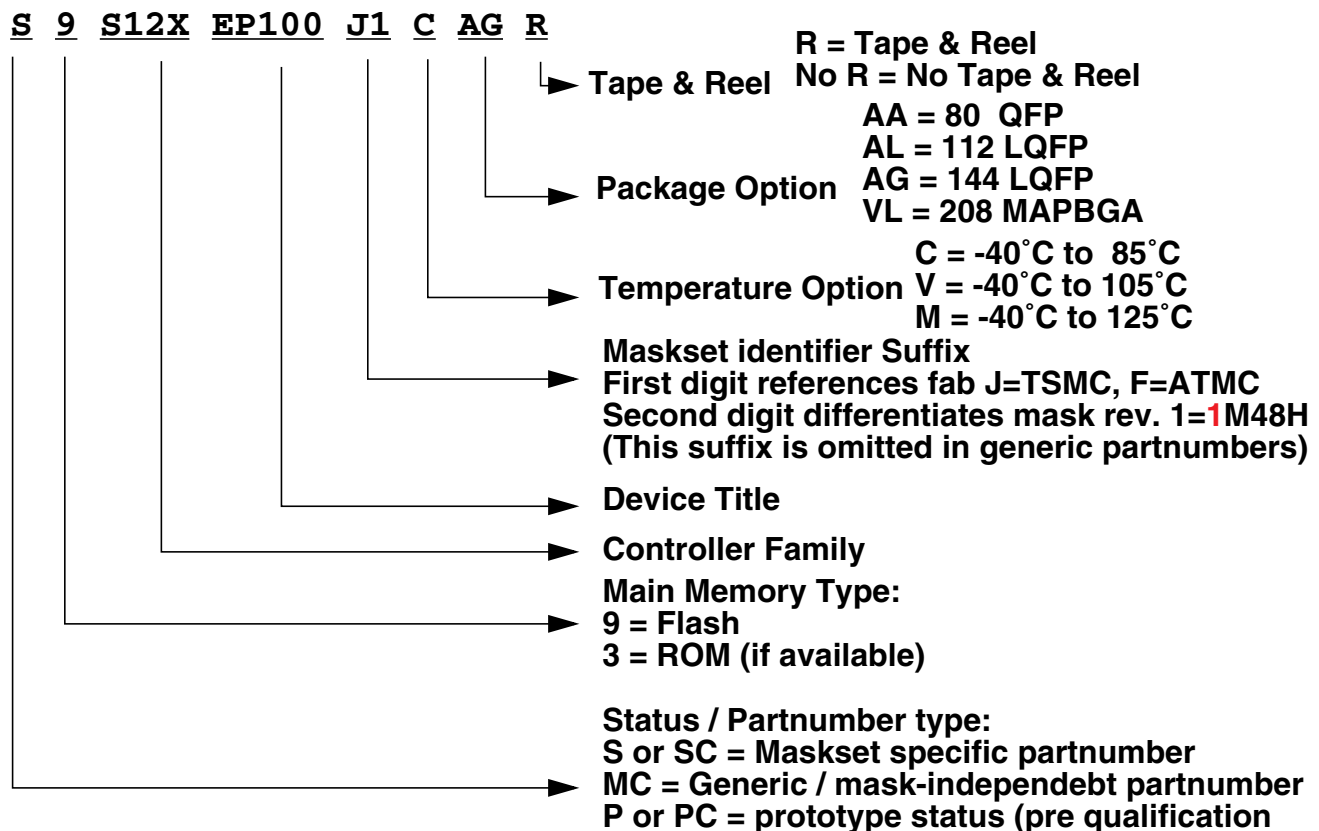 S 9 S12X EP100 J1 C AG R
R = Tape & Reel
Tape & Reel No R = No Tape & Reel
AA = 80 QFP
AL = 112 LQFP
Package Option AG = 144 LQFP
VL = 208 MAPBGA
C = -40˚C to 85˚C
Temperature Option V = -40˚C to 105˚C
M = -40˚C to 125˚C
Maskset identifier Suffix
First digit references fab J=TSMC, F=ATMC
Second digit differentiates mask rev. 1=1M48H
(This suffix is omitted in generic partnumbers)
Device Title
Controller Family
Main Memory Type:
9 = Flash
3 = ROM (if available)
Status / Partnumber type:
S or SC = Maskset specific partnumber
MC = Generic / mask-independebt partnumber
P or PC = prototype status (pre qualification